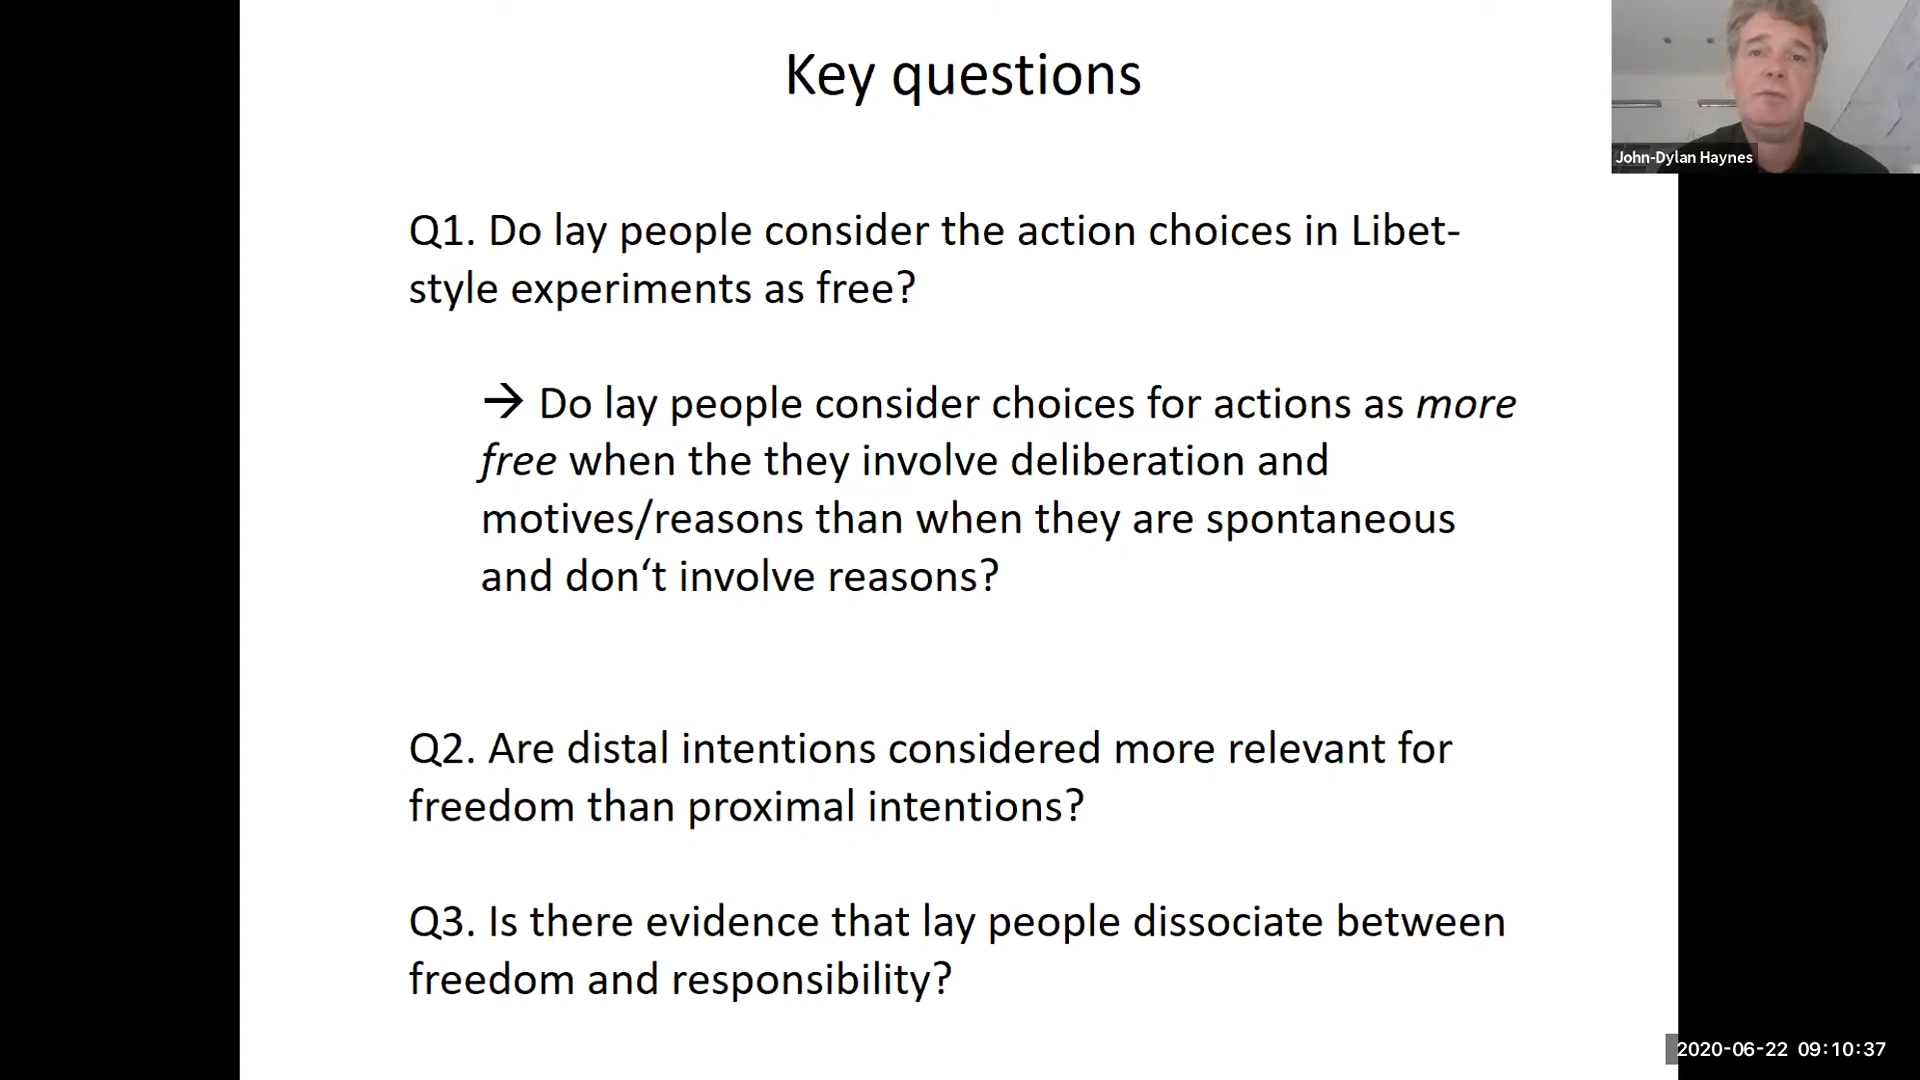 Key questions
John-Dylan Haynes
Q1. Do lay people consider the action choices in Libet-
style experiments as free?
→ Do lay people consider choices for actions as more
free when the they involve deliberation and
motives/reasons than when they are spontaneous
and don‘t involve reasons?
Q2. Are distal intentions considered more relevant for
freedom than proximal intentions?
Q3. Is there evidence that lay people dissociate between
freedom and responsibility?
2020-06-22 09:10:37